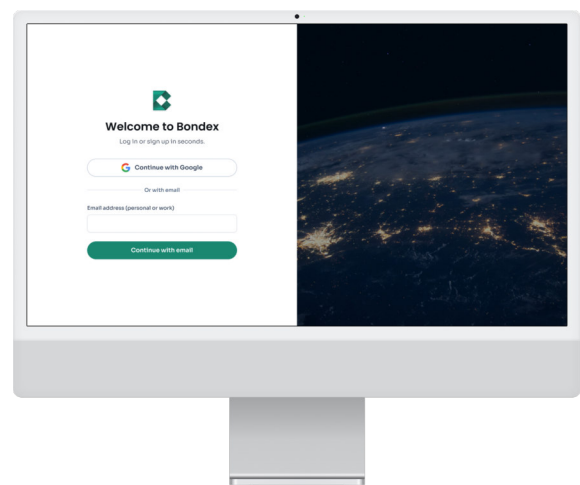 Welcome to Bondex
Log in or sign up in seconds.
Continue with Google
Or with email
Email address (personal or work)
Continue with email